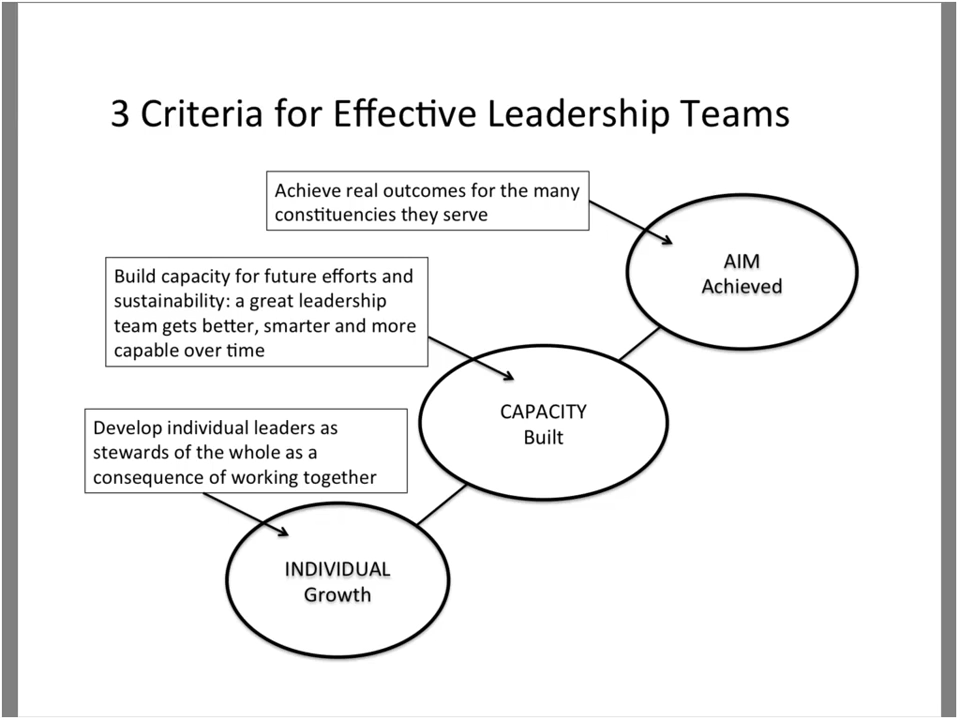 3 Criteria for Effective Leadership Teams
Achieve real outcomes for the many
constituencies they serve
AIM
Achieved
Build capacity for future efforts and
sustainability: a great leadership
team gets better, smarter and more
capable over time
CAPACITY
Built
Develop individual leaders as
stewards of the whole as a
consequence of working together
INDIVIDUAL
Growth